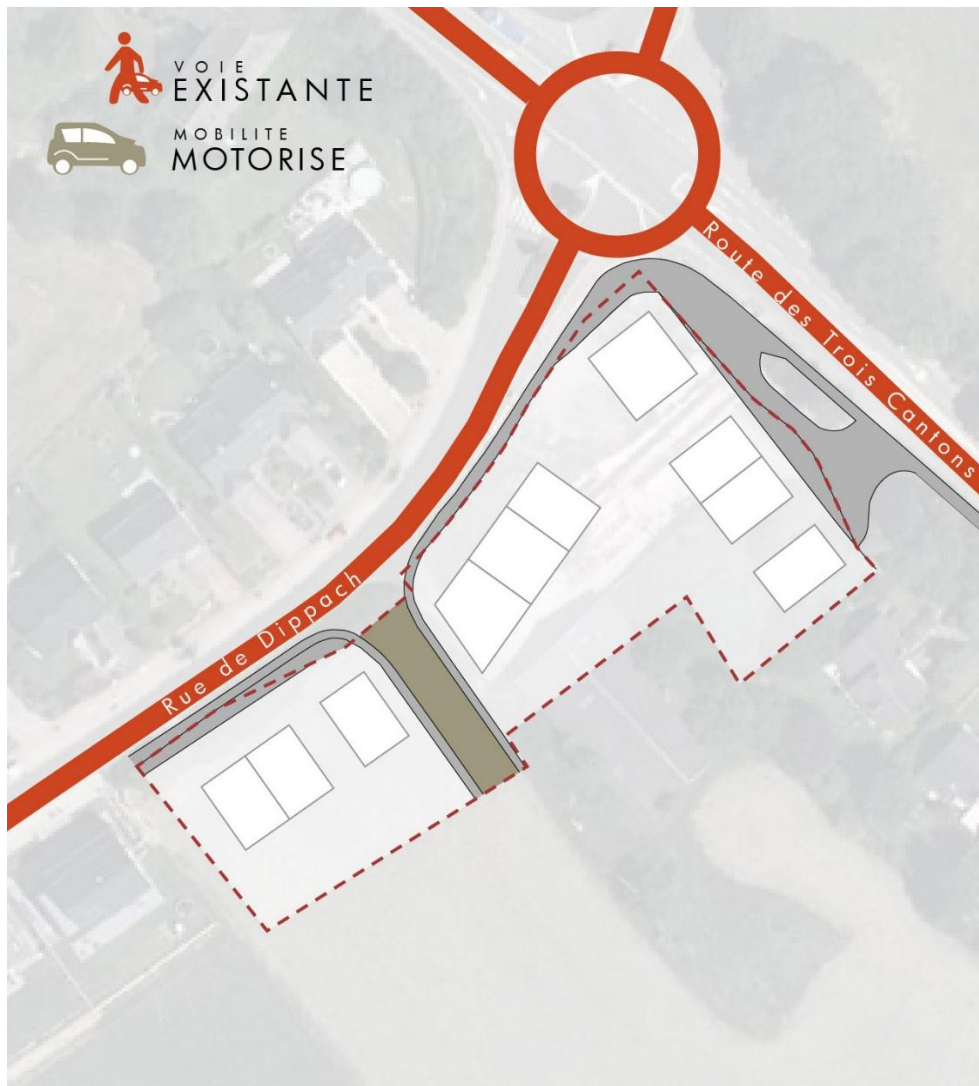 VOIE
EXISTANTE
MOBILITE
MOTORISE
Route des Trois Cantons
Rue de Dippach